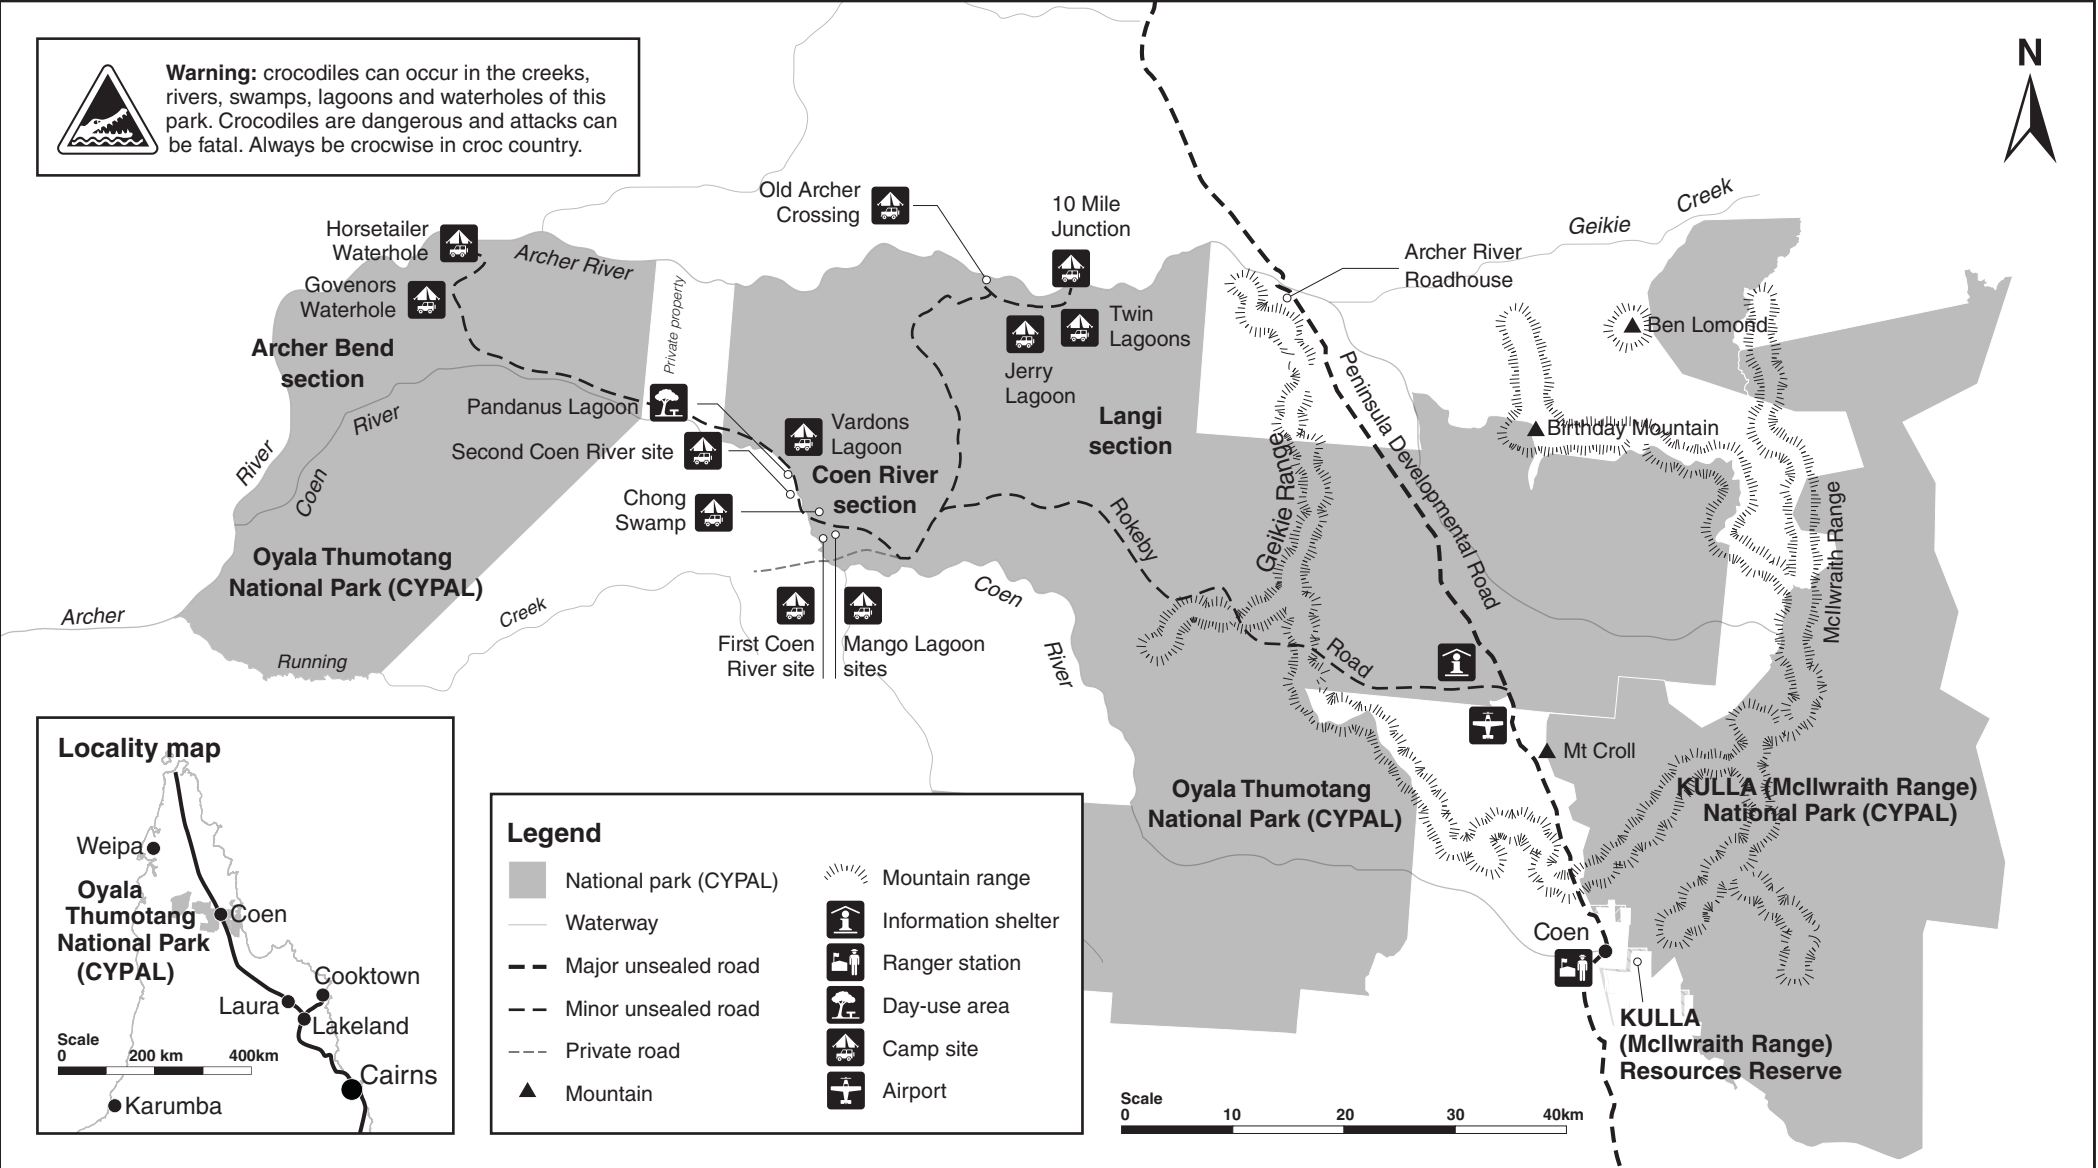 Warning: crocodiles can occur in the creeks,
rivers, swamps, lagoons and waterholes of this
park. Crocodiles are dangerous and attacks can
be fatal. Always be crocwise in croc country.
N
Old Archer
Crossing
10 Mile
Junction
Geikie Creek
Horsetailer
Waterhole
Archer River
Archer River
Roadhouse
Govenors
Waterhole
Private property
Twin
Lagoons
Ben Lomond
Archer Bend
section
Jerry
Lagoon
Peninsula Developmental Road
Pandanus Lagoon
Vardons
Lagoon
Langi
section
Birthday Mountain
River
Coen
River
Second Coen River site
Coen River
section
Geikie Range
McIlwraith Range
Chong
Swamp
Rokeby
Road
Oyala Thumotang
National Park (CYPAL)
Archer
Creek
Coen
River
First Coen
River site
Mango Lagoon
sites
Running
Mt Croll
Oyala Thumotang
National Park (CYPAL)
KULLA (McIlwraith Range)
National Park (CYPAL)
Coen
KULLA
(McIlwraith Range)
Resources Reserve
Locality map
Weipa
Oyala
Thumotang
National Park
(CYPAL)
Coen
Cooktown
Laura
Lakeland
Scale
0 200 km 400km
Cairns
Karumba
Legend
National park (CYPAL)
Waterway
Major unsealed road
Minor unsealed road
Private road
Mountain
Mountain range
Information shelter
Ranger station
Day-use area
Camp site
Airport
Scale
0 10 20 30 40km